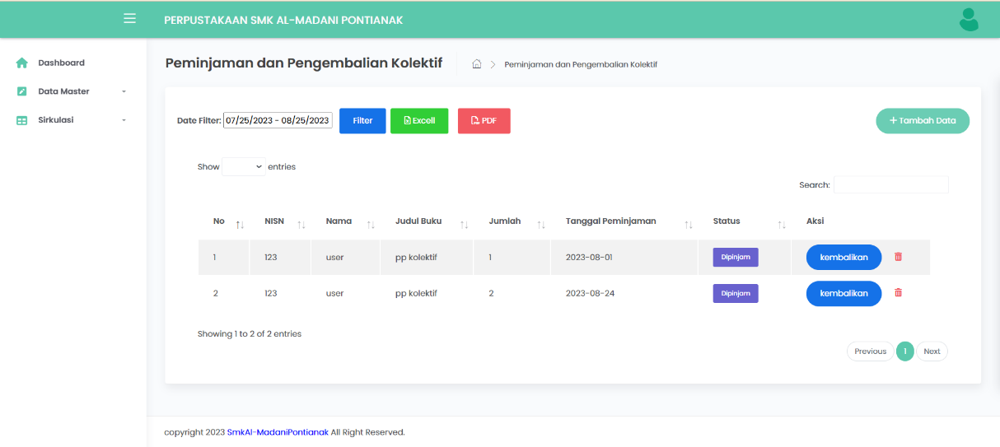 PERPUSTAKAAN SMK AL-MADANI PONTIANAK
Dashboard
Data Master
Sirkulasi
Peminjaman dan Pengembalian Kolektif
Peminjaman dan Pengembalian Kolektif
Date Filter: 07/25/2023 - 08/25/2023 Filter Excell PDF + Tambah Data
Show entries
Search:
No NISN Nama Judul Buku Jumlah Tanggal Peminjaman Status Aksi
1 123 user pp kolektif 1 2023-08-01 Dipinjam kembalikan
2 123 user pp kolektif 2 2023-08-24 Dipinjam kembalikan
Showing 1 to 2 of 2 entries
Previous 1 Next
copyright 2023 SmkAl-MadaniPontianak All Right Reserved.